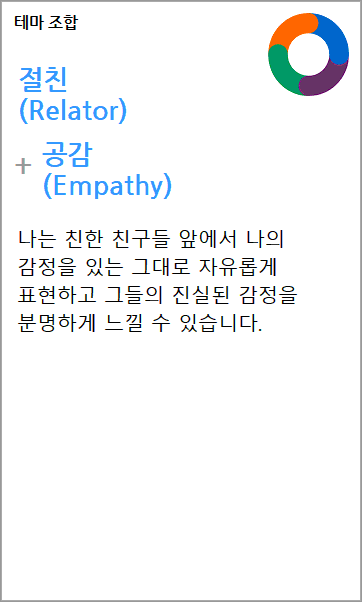 테마 조합
절친
(Relator)
+ 공감
(Empathy)
나는 친한 친구들 앞에서 나의
감정을 있는 그대로 자유롭게
표현하고 그들의 진실된 감정을
분명하게 느낄 수 있습니다.